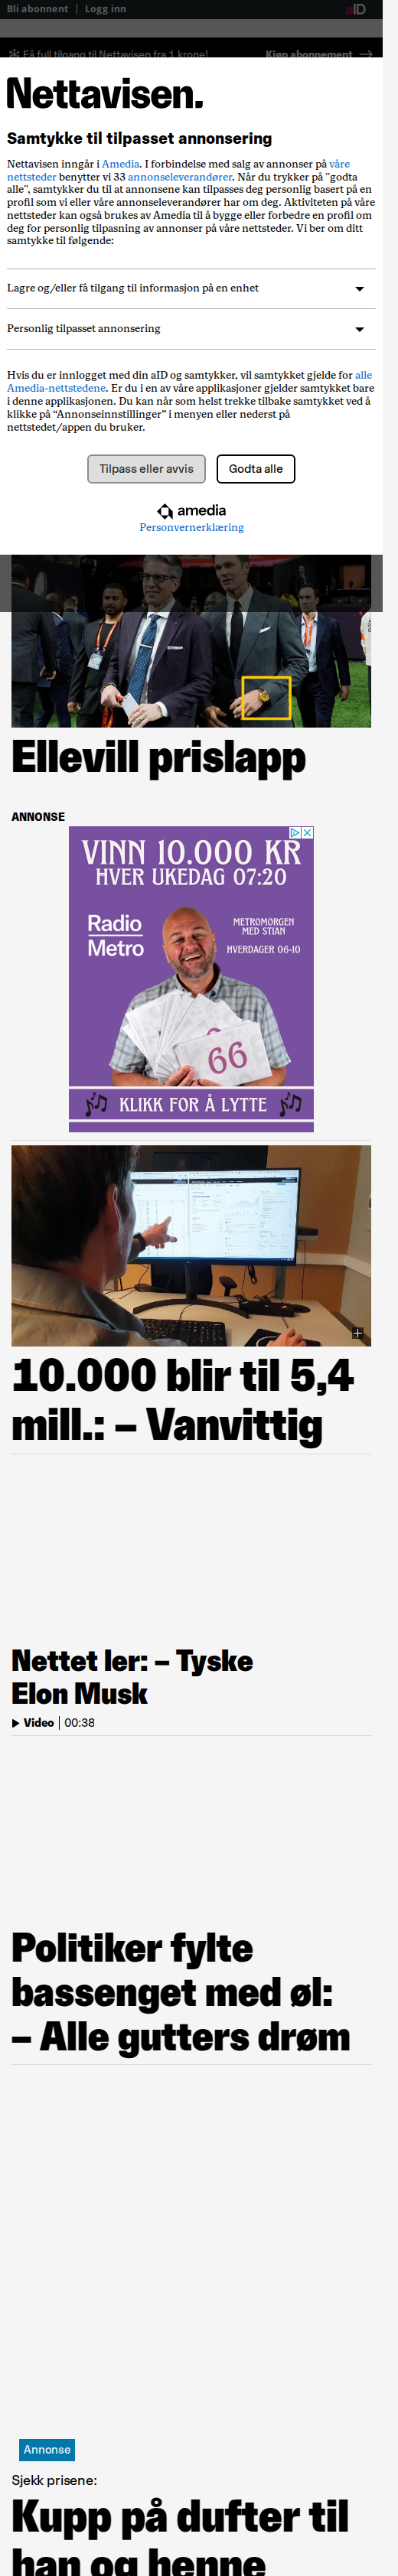 Bli abonnent | Logg inn
aID
Få full tilgang til Nettavisen fra 1 krone!
Kjøp abonnement
Nettavisen.
Samtykke til tilpasset annonsering
Nettavisen inngår i Amedia. I forbindelse med salg av annonser på våre
nettsteder benytter vi 33 annonseleverandører. Når du trykker på "godta
alle", samtykker du til at annonsene kan tilpasses deg personlig basert på en
profil som vi eller våre annonseleverandører har om deg. Aktiviteten på våre
nettsteder kan også brukes av Amedia til å bygge eller forbedre en profil om
deg for personlig tilpasning av annonser på våre nettsteder. Vi ber om ditt
samtykke til følgende:
Lagre og/eller få tilgang til informasjon på en enhet
Personlig tilpasset annonsering
Hvis du er innlogget med din aID og samtykker, vil samtykket gjelde for alle
Amedia-nettstedene. Er du i en av våre applikasjoner gjelder samtykket bare
i denne applikasjonen. Du kan når som helst trekke tilbake samtykket ved å
klikke på “Annonseinnstillinger” i menyen eller nederst på
nettstedet/appen du bruker.
Tilpass eller avvis
Godta alle
amedia
Personvernerklæring
Ellevill prislapp
ANNONSE
VINN 10.000 KR
HVER UKEDAG 07:20
Radio
Metro
METROMORGEN
MED STIAN
HVERDAGER 06-10
66
KLIKK FOR Å LYTTE
10.000 blir til 5,4
mill.: – Vanvittig
Nettet ler: – Tyske
Elon Musk
Video | 00:38
Politiker fylte
bassenget med øl:
– Alle gutters drøm
Annonse
Sjekk prisene:
Kupp på dufter til
han og henne